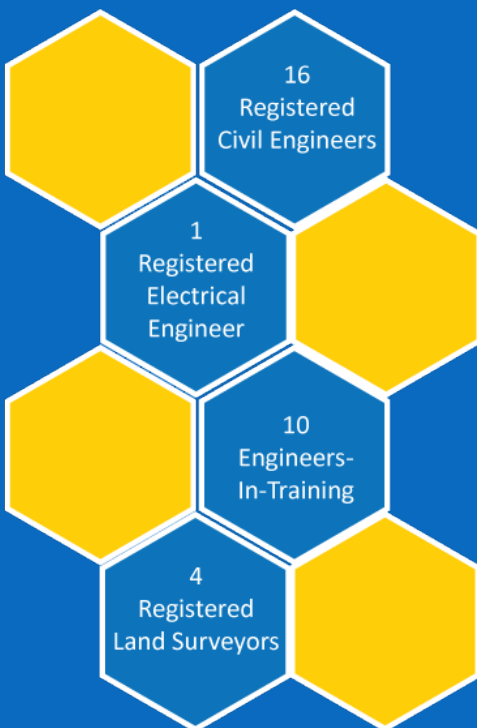 16
Registered
Civil Engineers
1
Registered
Electrical
Engineer
10
Engineers-
In-Training
4
Registered
Land Surveyors